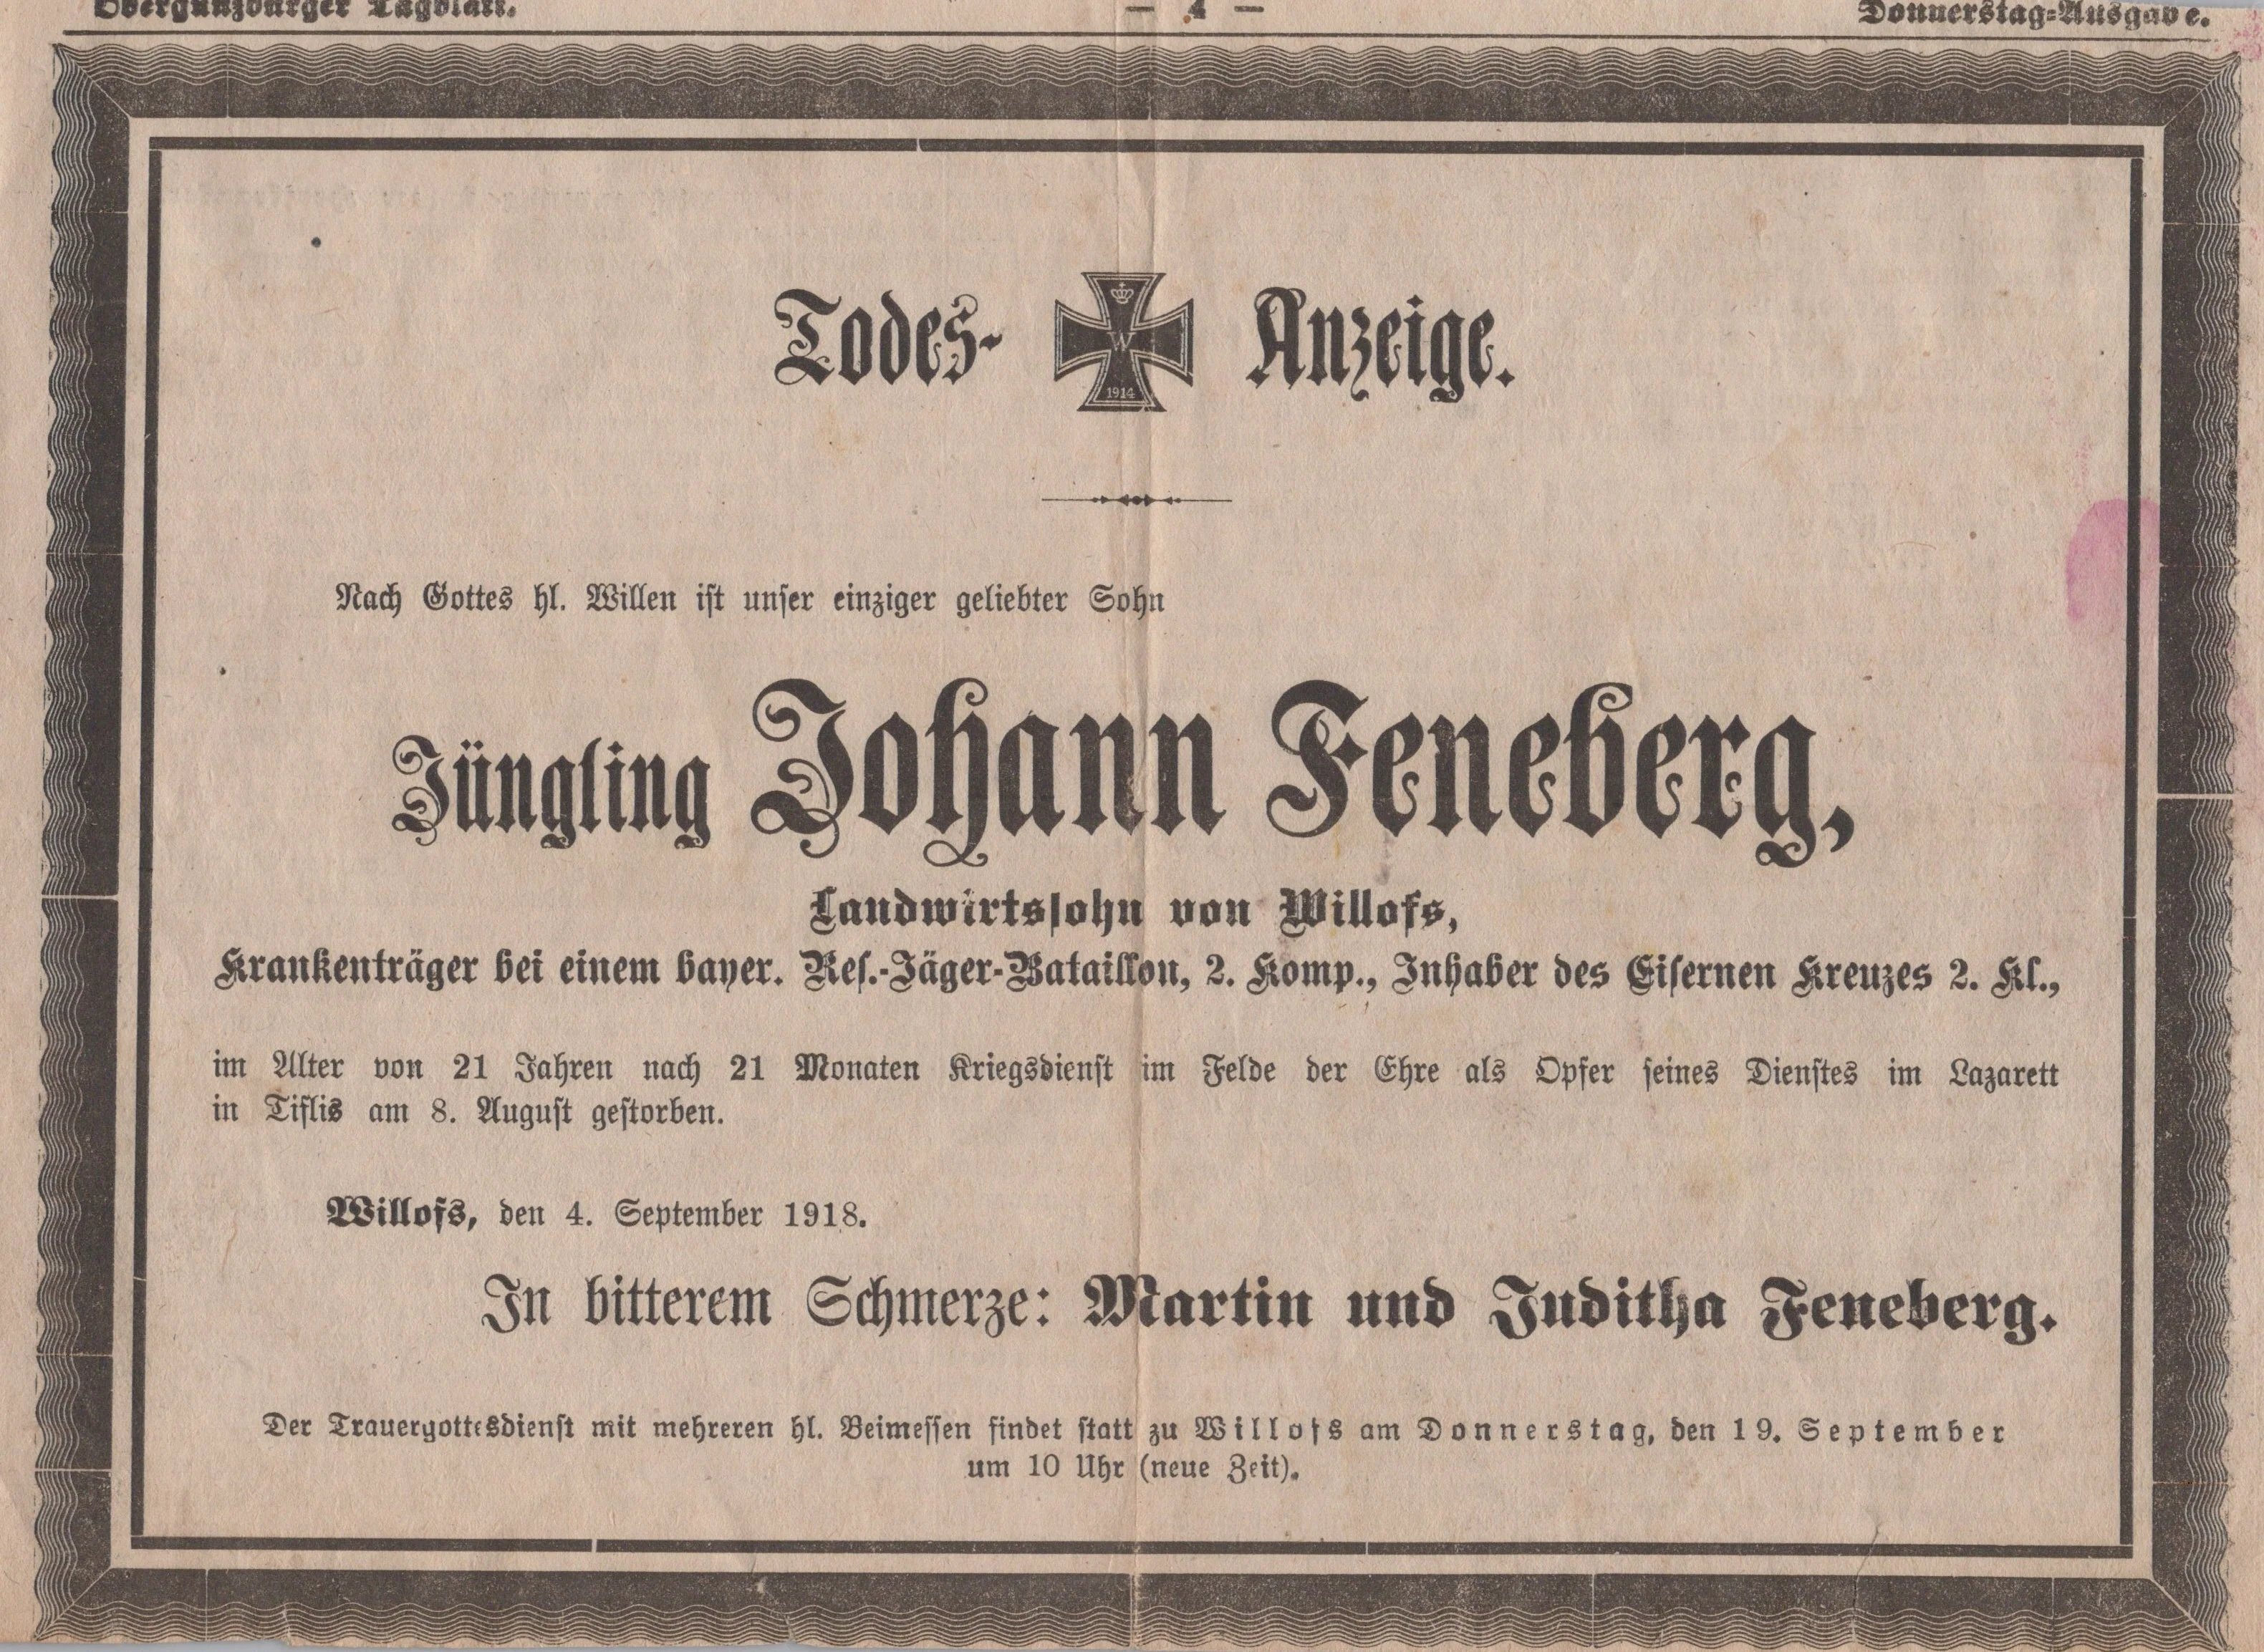 Obergünzburger Tagblatt. — 4 — Donnerstag-Ausgabe.
Todes- Anzeige.
W
1914
Nach Gottes hl. Willen ist unser einziger geliebter Sohn
Jüngling Johann Feneberg,
Landwirtssohn von Willofs,
Krankenträger bei einem bayer. Res.-Jäger-Bataillon, 2. Komp., Inhaber des Eisernen Kreuzes 2. Kl.,
im Alter von 21 Jahren nach 21 Monaten Kriegsdienst im Felde der Ehre als Opfer seines Dienstes im Lazarett
in Tiflis am 8. August gestorben.
Willofs, den 4. September 1918.
In bitterem Schmerze: Martin und Juditha Feneberg.
Der Trauergottesdienst mit mehreren hl. Beimessen findet statt zu Willofs am Donnerstag, den 19. September
um 10 Uhr (neue Zeit).